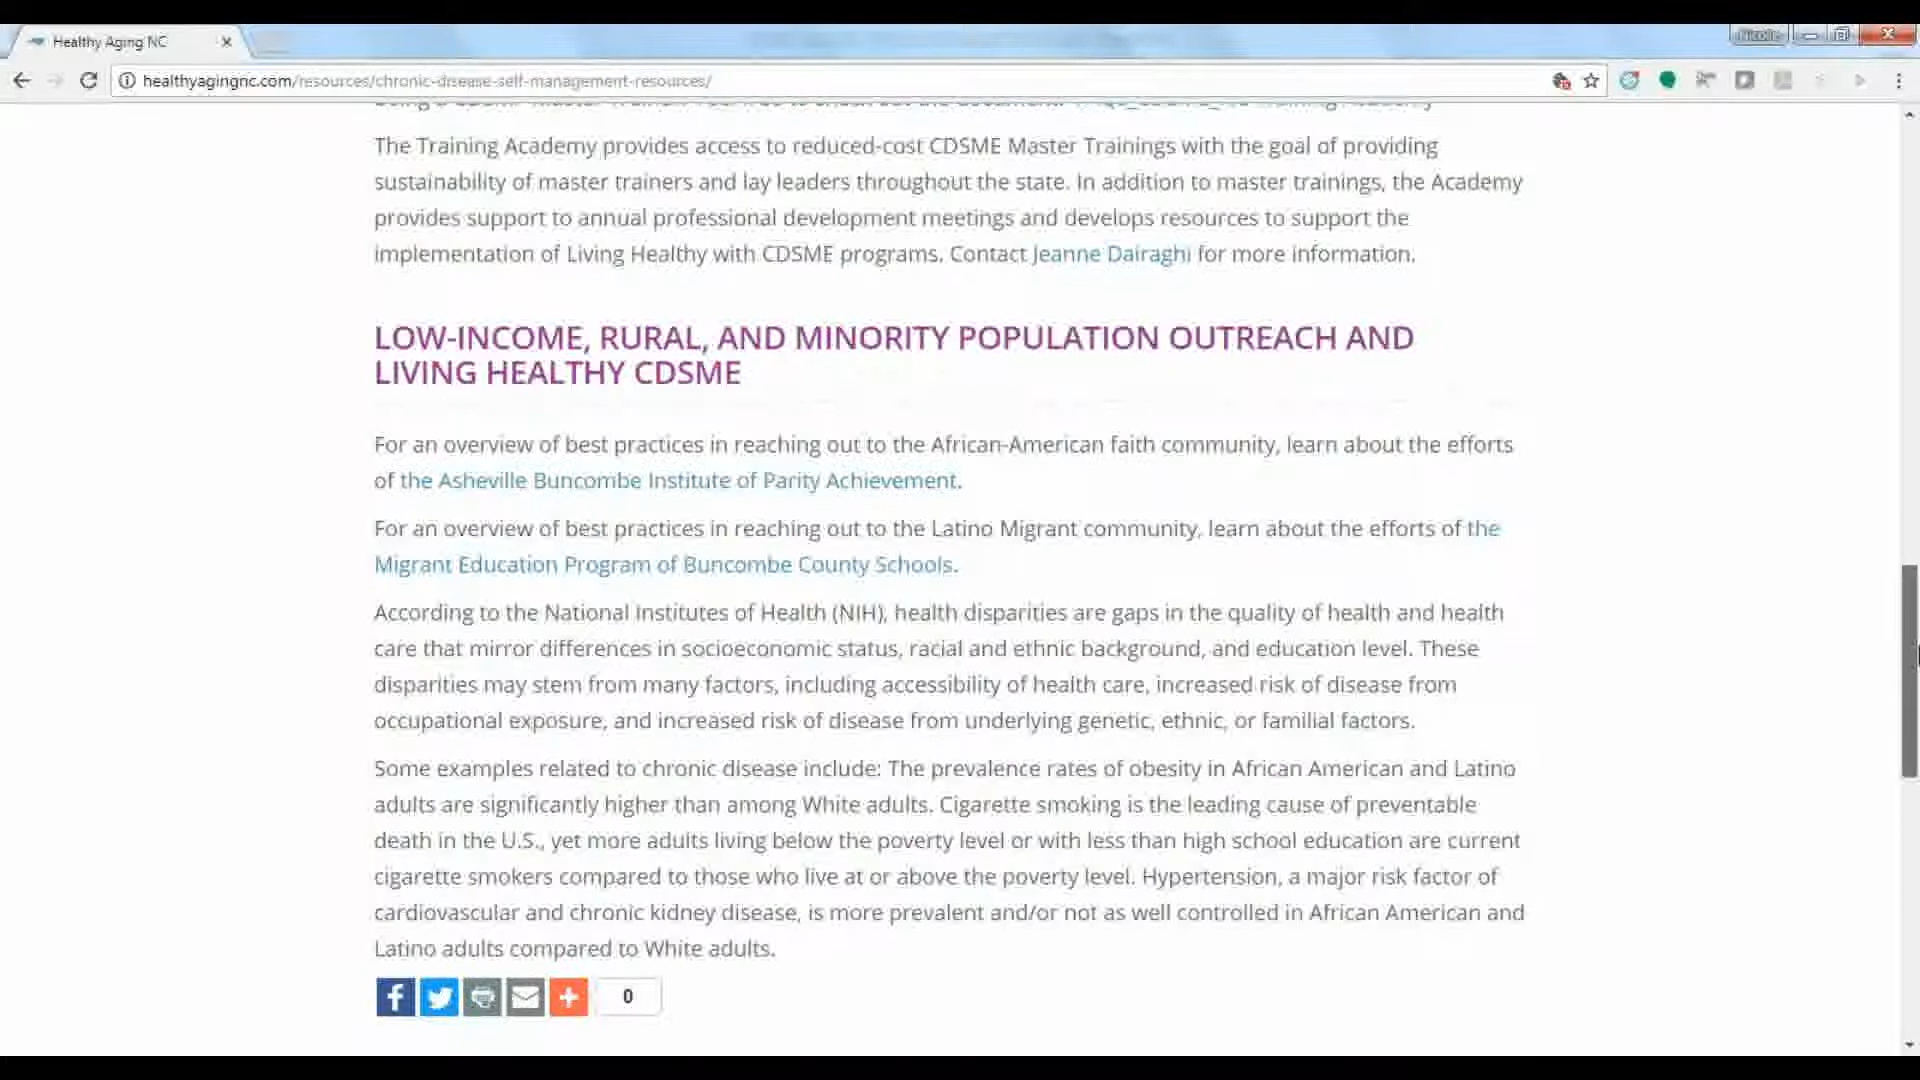 Healthy Aging NC
healthyagingnc.com/resources/chronic-disease-self-management-resources/
The Training Academy provides access to reduced-cost CDSME Master Trainings with the goal of providing
sustainability of master trainers and lay leaders throughout the state. In addition to master trainings, the Academy
provides support to annual professional development meetings and develops resources to support the
implementation of Living Healthy with CDSME programs. Contact Jeanne Dairaghi for more information.
LOW-INCOME, RURAL, AND MINORITY POPULATION OUTREACH AND
LIVING HEALTHY CDSME
For an overview of best practices in reaching out to the African-American faith community, learn about the efforts
of the Asheville Buncombe Institute of Parity Achievement.
For an overview of best practices in reaching out to the Latino Migrant community, learn about the efforts of the
Migrant Education Program of Buncombe County Schools.
According to the National Institutes of Health (NIH), health disparities are gaps in the quality of health and health
care that mirror differences in socioeconomic status, racial and ethnic background, and education level. These
disparities may stem from many factors, including accessibility of health care, increased risk of disease from
occupational exposure, and increased risk of disease from underlying genetic, ethnic, or familial factors.
Some examples related to chronic disease include: The prevalence rates of obesity in African American and Latino
adults are significantly higher than among White adults. Cigarette smoking is the leading cause of preventable
death in the U.S., yet more adults living below the poverty level or with less than high school education are current
cigarette smokers compared to those who live at or above the poverty level. Hypertension, a major risk factor of
cardiovascular and chronic kidney disease, is more prevalent and/or not as well controlled in African American and
Latino adults compared to White adults.
0